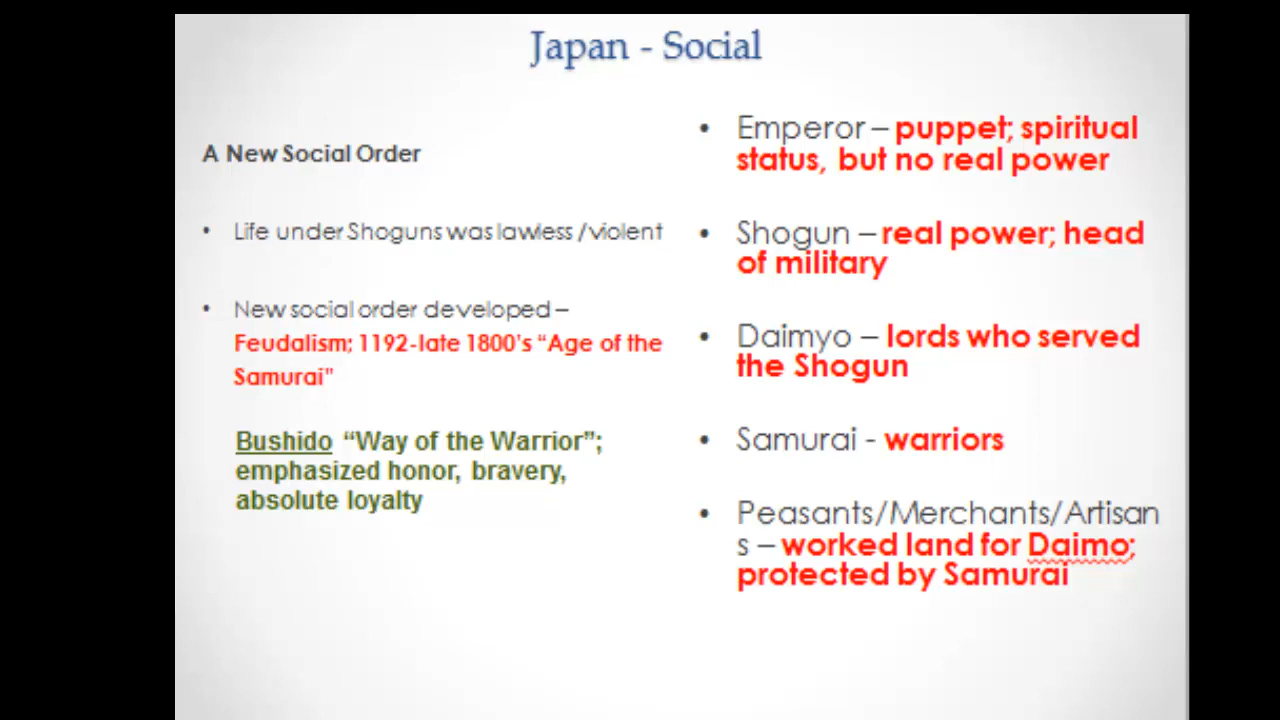 Japan - Social
A New Social Order
• Life under Shoguns was lawless /violent
• New social order developed –
Feudalism; 1192-late 1800's “Age of the
Samurai”
Bushido “Way of the Warrior”;
emphasized honor, bravery,
absolute loyalty
• Emperor – puppet; spiritual
status, but no real power
• Shogun – real power; head
of military
• Daimyo – lords who served
the Shogun
• Samurai - warriors
• Peasants/Merchants/Artisan
s – worked land for Daimo;
protected by Samurai